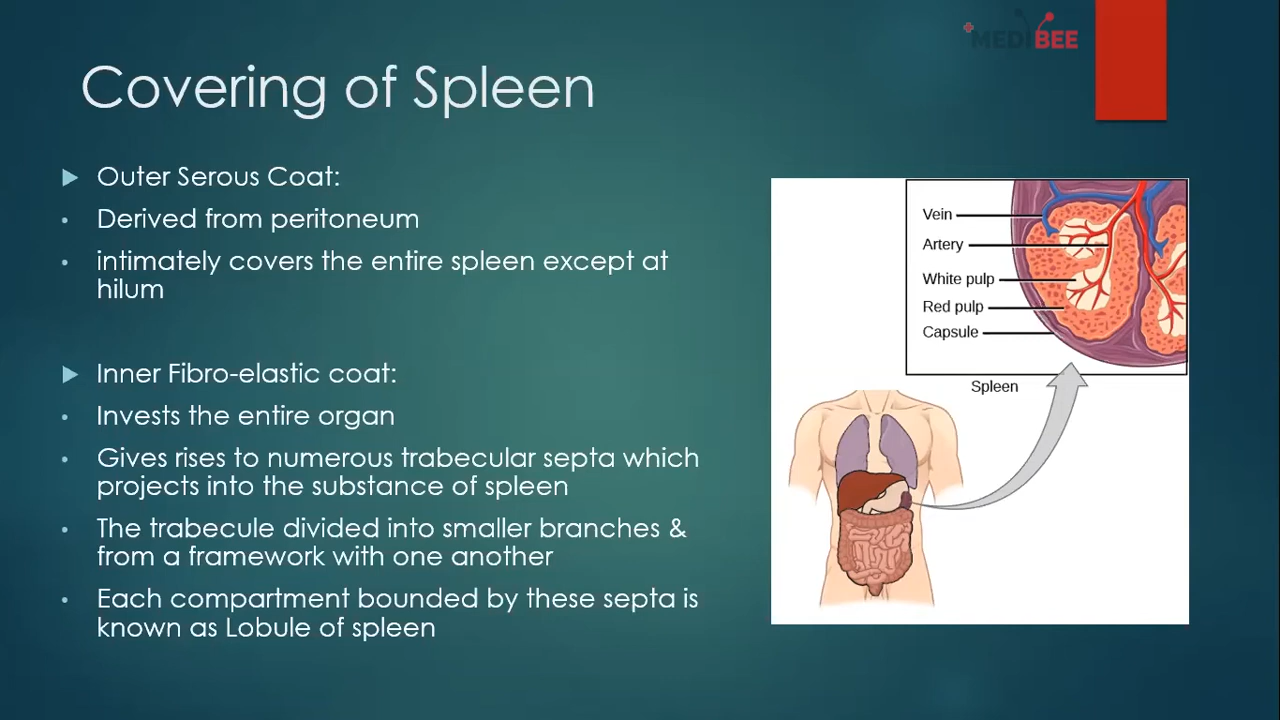 MEDIBEE
Covering of Spleen
Outer Serous Coat:
Derived from peritoneum
intimately covers the entire spleen except at
hilum
Inner Fibro-elastic coat:
Invests the entire organ
Gives rises to numerous trabecular septa which
projects into the substance of spleen
The trabecule divided into smaller branches &
from a framework with one another
Each compartment bounded by these septa is
known as Lobule of spleen
Vein
Artery
White pulp
Red pulp
Capsule
Spleen